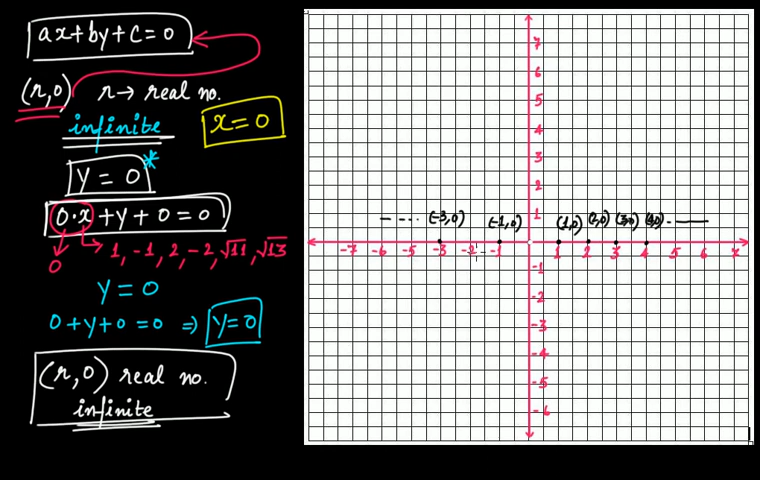 ax+by+c=0
(r,0) r→ real no.
infinite
x=0
y = 0 *
0·x +y + 0 = 0
0
1, -1, 2, -2, √11, √13
y = 0
0 +y +0 =0 ⇒ y=0
(r,0) real no.
infinite
7
6
5
4
3
2
1
---- (-3,0) (-1,0) (1,0) (2,0) (3,0) (4,0) -
-7 -6 -5 -4 -3 -2 -1 1 2 3 4 5 6 7
-1
-2
-3
-4
-5
-6